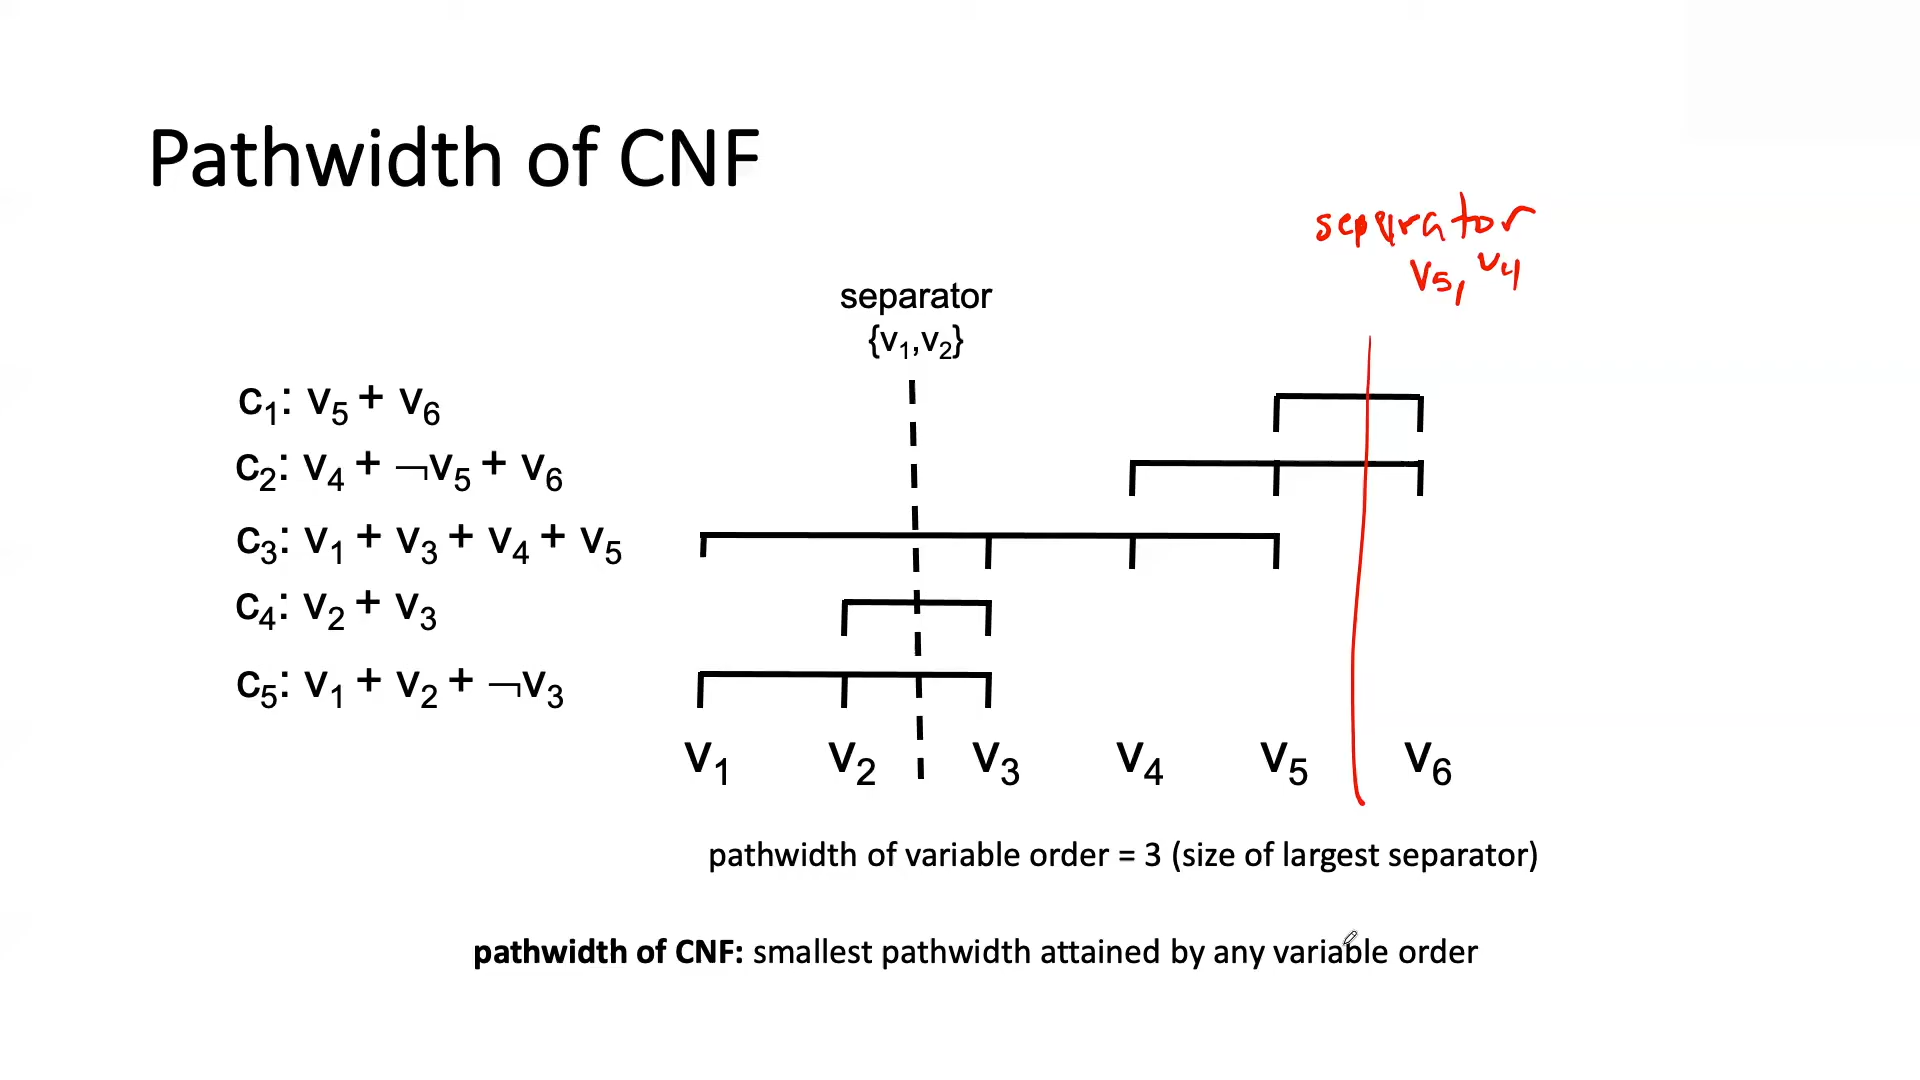 Pathwidth of CNF
separator
v5, v4
separator
{v₁,v₂}
c₁: v₅ + v₆
c₂: v₄ + ¬v₅ + v₆
c₃: v₁ + v₃ + v₄ + v₅
c₄: v₂ + v₃
c₅: v₁ + v₂ + ¬v₃
v₁ v₂ v₃ v₄ v₅ v₆
pathwidth of variable order = 3 (size of largest separator)
pathwidth of CNF: smallest pathwidth attained by any variable order